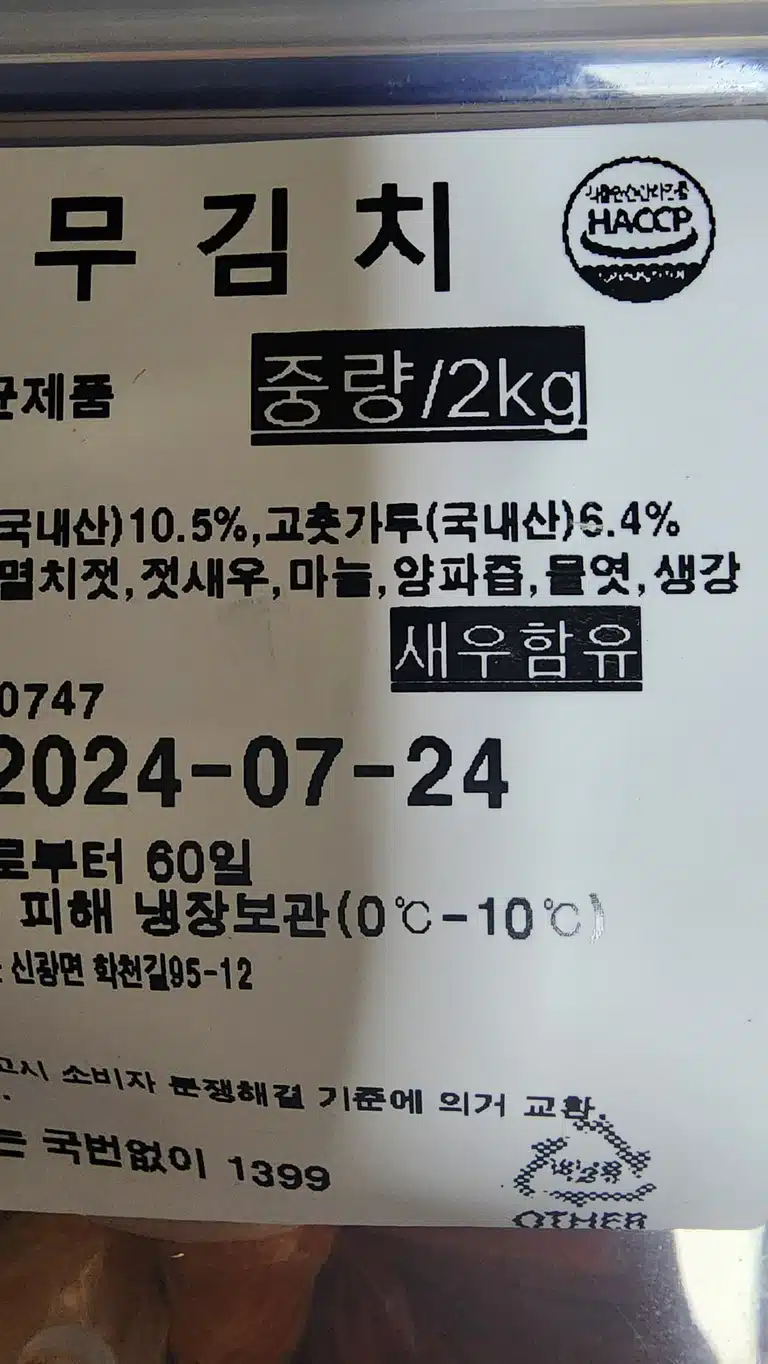 무김치
HACCP
균제품
중량/2kg
국내산)10.5%,고춧가루(국내산)6.4%
멸치젓,젓새우,마늘,양파즙,물엿,생강
새우함유
0747
2024-07-24
로부터 60일
피해 냉장보관(0℃-10℃)
신광면 학천길95-12
고시 소비자 분쟁해결 기준에 의거 교환.
는 국번없이 1399
OTHER